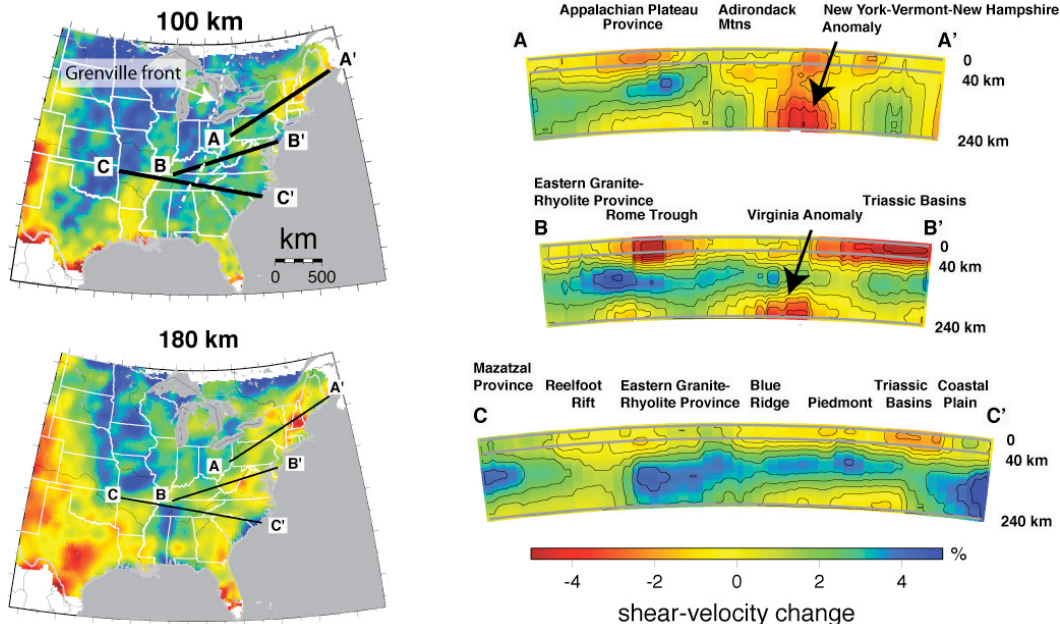 100 km
Grenville front
A'
A
B'
B
C
C'
km
0 500
180 km
A'
A
B'
B
C
C'
Appalachian Plateau
Province
Adirondack
Mtns
New York-Vermont-New Hampshire
Anomaly
A
A'
0
40 km
240 km
Eastern Granite-
Rhyolite Province
Rome Trough
Virginia Anomaly
Triassic Basins
B
B'
0
40 km
240 km
Mazatzal
Province
Reelfoot
Rift
Eastern Granite-
Rhyolite Province
Blue
Ridge
Piedmont
Triassic
Basins
Coastal
Plain
C
C'
0
40 km
240 km
%
-4 -2 0 2 4
shear-velocity change